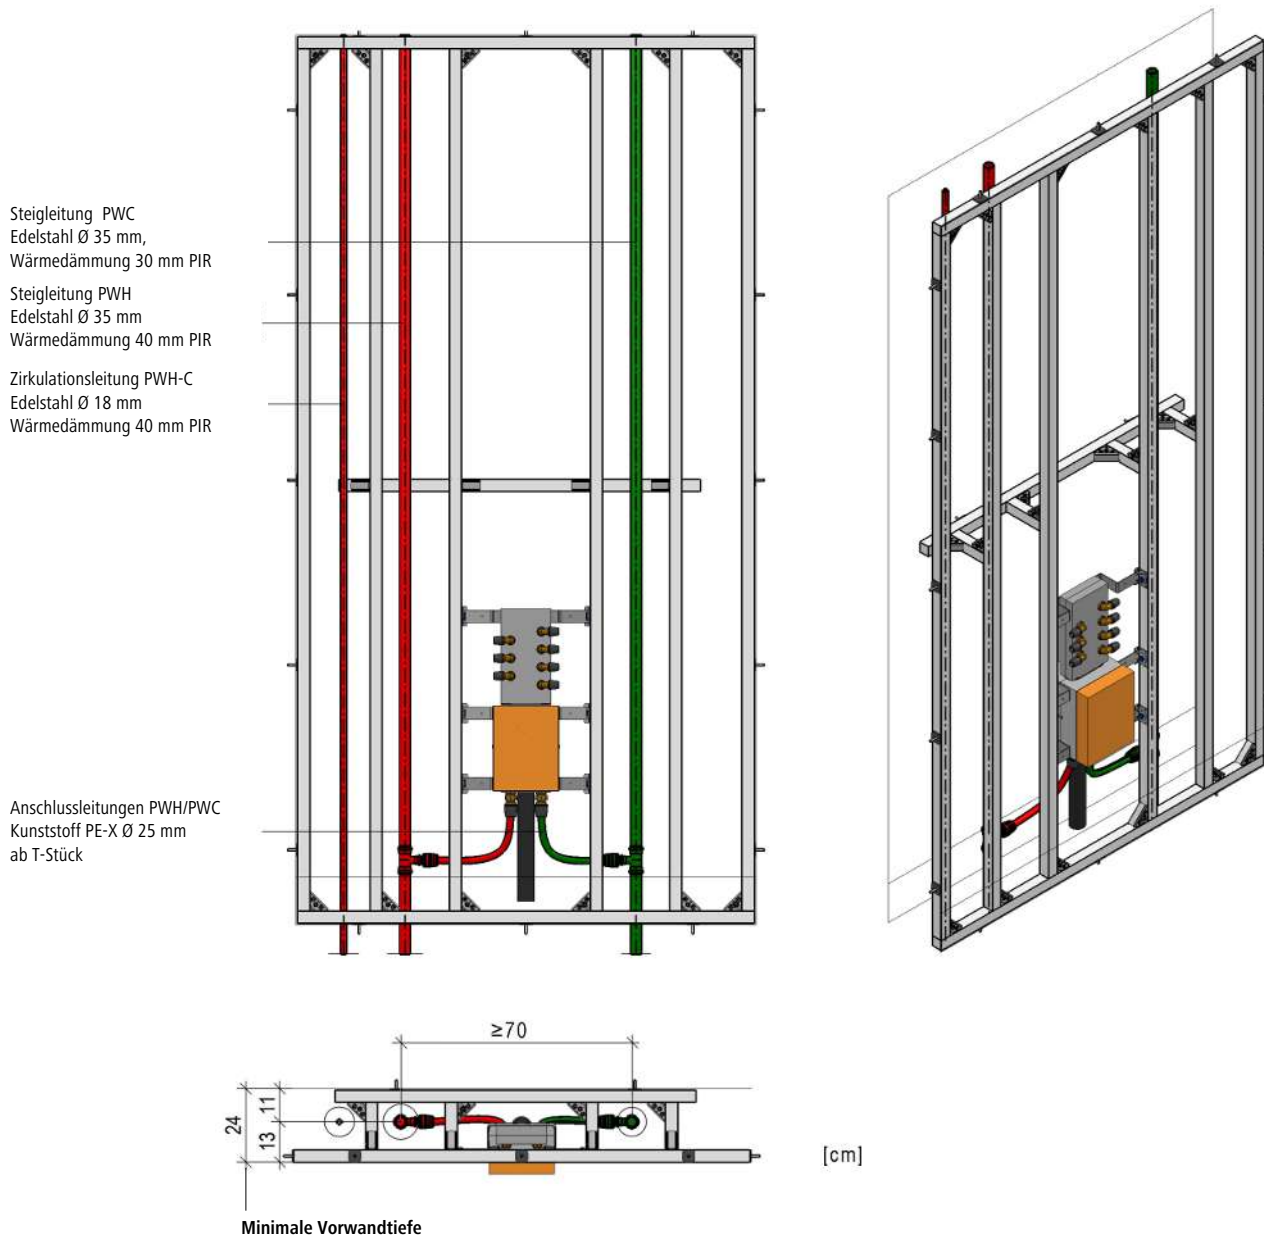 Steigleitung PWC
Edelstahl Ø 35 mm,
Wärmedämmung 30 mm PIR
Steigleitung PWH
Edelstahl Ø 35 mm
Wärmedämmung 40 mm PIR
Zirkulationsleitung PWH-C
Edelstahl Ø 18 mm
Wärmedämmung 40 mm PIR
Anschlussleitungen PWH/PWC
Kunststoff PE-X Ø 25 mm
ab T-Stück
≥70
24
11
13
[cm]
Minimale Vorwandtiefe